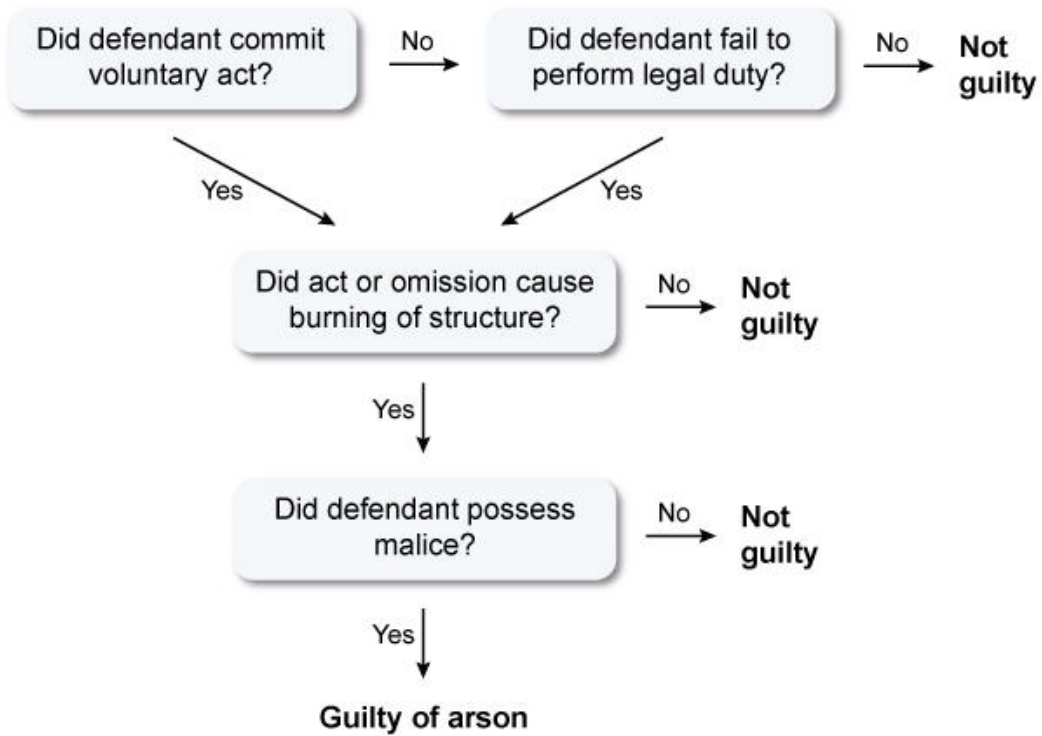 Did defendant commit
voluntary act?
No
Did defendant fail to
perform legal duty?
No
Not
guilty
Yes
Yes
Did act or omission cause
burning of structure?
No
Not
guilty
Yes
Did defendant possess
malice?
No
Not
guilty
Yes
Guilty of arson